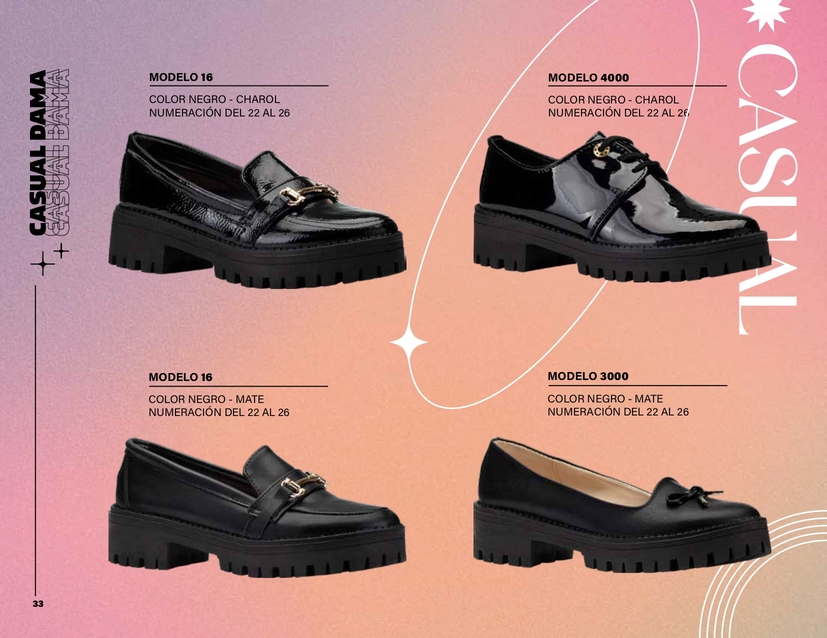 CASUAL DAMA
CASUAL DAMA
MODELO 16
COLOR NEGRO - CHAROL
NUMERACIÓN DEL 22 AL 26
MODELO 4000
COLOR NEGRO - CHAROL
NUMERACIÓN DEL 22 AL 26
CASUAL
MODELO 16
COLOR NEGRO - MATE
NUMERACIÓN DEL 22 AL 26
MODELO 3000
COLOR NEGRO - MATE
NUMERACIÓN DEL 22 AL 26
33